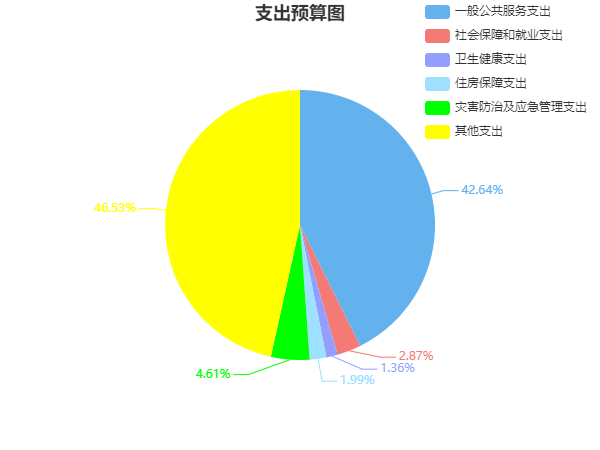 支出预算图
一般公共服务支出
社会保障和就业支出
卫生健康支出
住房保障支出
灾害防治及应急管理支出
其他支出
42.64%
46.53%
2.87%
1.36%
4.61%
1.99%